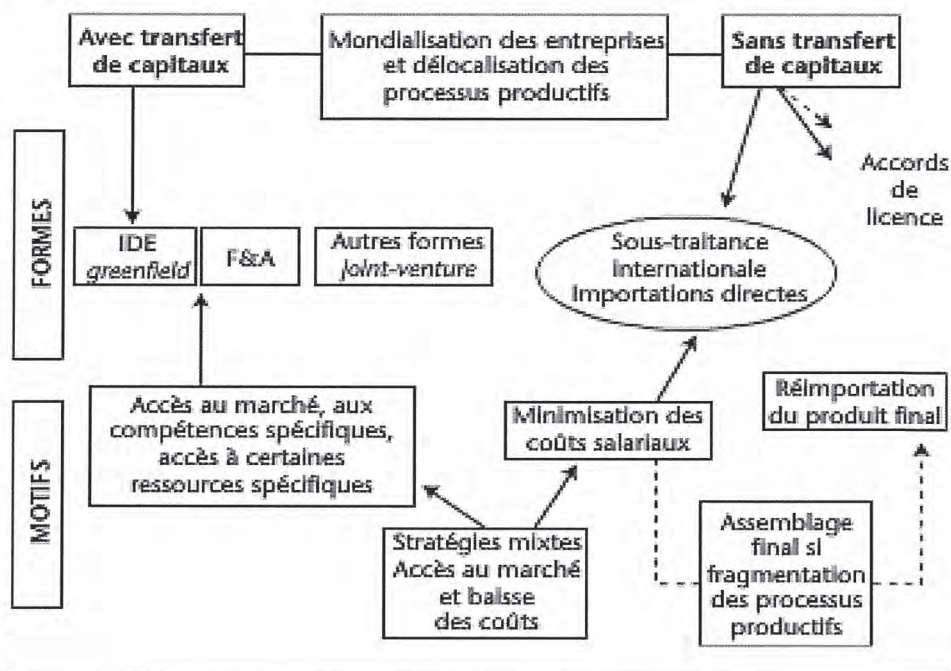 Avec transfert
de capitaux
Mondialisation des entreprises
et délocalisation des
processus productifs
Sans transfert
de capitaux
FORMES
Accords
de
licence
IDE
greenfield
F&A
Autres formes
joint-venture
Sous-traitance
internationale
Importations directes
MOTIFS
Accès au marché, aux
compétences spécifiques,
accès à certaines
ressources spécifiques
Minimisation des
coûts salariaux
Réimportation
du produit final
Stratégies mixtes
Accès au marché
et baisse
des coûts
Assemblage
final si
fragmentation
des processus
productifs